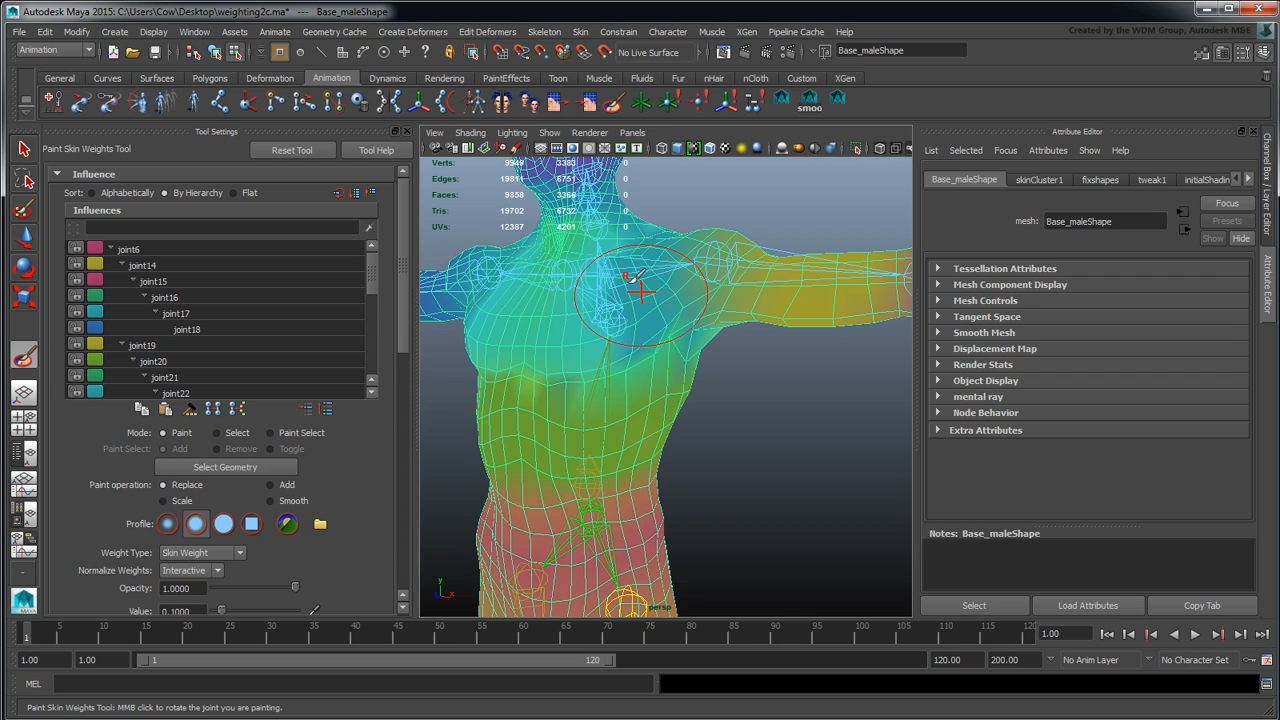 Autodesk Maya 2015: C:\Users\Cow\Desktop\weighting2c.ma* --- Base_maleShape
File Edit Modify Create Display Window Assets Animate Geometry Cache Create Deformers Edit Deformers Skeleton Skin Constrain Character Muscle XGen Pipeline Cache Help
Created by the WDM Group, Autodesk MGE
Animation
No Live Surface
Base_maleShape
General Curves Surfaces Polygons Deformation Animation Dynamics Rendering PaintEffects Toon Muscle Fluids Fur nHair nCloth Custom XGen
smoo
Tool Settings
Paint Skin Weights Tool
Reset Tool
Tool Help
Influence
Sort: Alphabetically By Hierarchy Flat
Influences
joint6
joint14
joint15
joint16
joint17
joint18
joint19
joint20
joint21
joint22
Mode: Paint Select Paint Select
Paint Select: Add Remove Toggle
Select Geometry
Paint operation: Replace Add
Scale Smooth
Profile:
Weight Type: Skin Weight
Normalize Weights: Interactive
Opacity: 1.0000
Value: 0.1000
View Shading Lighting Show Renderer Panels
Verts: 9949 3383 0
Edges: 19811 6751 0
Faces: 9858 3366 0
Tris: 19702 6732 0
UVs: 12387 4201 0
R
y
x
persp
Attribute Editor
List Selected Focus Attributes Show Help
Base_maleShape skinCluster1 fixshapes tweak1 initialShadin
Focus
Presets
Show Hide
mesh: Base_maleShape
Tessellation Attributes
Mesh Component Display
Mesh Controls
Tangent Space
Smooth Mesh
Displacement Map
Render Stats
Object Display
mental ray
Node Behavior
Extra Attributes
Notes: Base_maleShape
Select
Load Attributes
Copy Tab
Channel Box / Layer Editor
Attribute Editor
1 5 10 15 20 25 30 35 40 45 50 55 60 65 70 75 80 85 90 95 100 105 110 115 120
1.00
1.00 1.00 1 120 120.00 200.00 No Anim Layer No Character Set
MEL
Paint Skin Weights Tool: MMB click to rotate the joint you are painting.